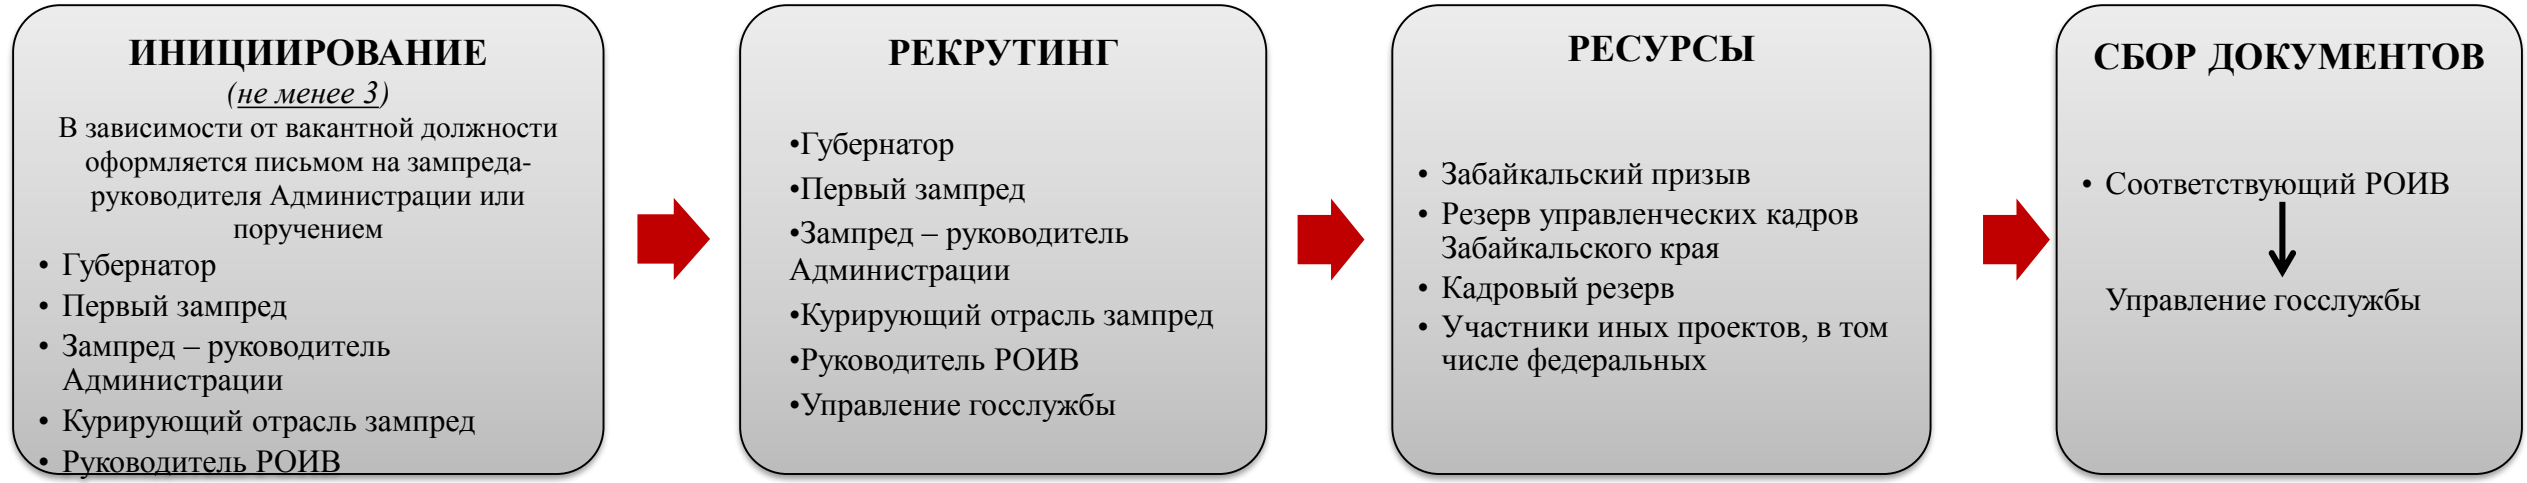 ИНИЦИИРОВАНИЕ
(не менее 3)
В зависимости от вакантной должности
оформляется письмом на зампреда-
руководителя Администрации или
поручением
• Губернатор
• Первый зампред
• Зампред – руководитель
Администрации
• Курирующий отрасль зампред
• Руководитель РОИВ
РЕКРУТИНГ
•Губернатор
•Первый зампред
•Зампред – руководитель
Администрации
•Курирующий отрасль зампред
•Руководитель РОИВ
•Управление госслужбы
РЕСУРСЫ
• Забайкальский призыв
• Резерв управленческих кадров
Забайкальского края
• Кадровый резерв
• Участники иных проектов, в том
числе федеральных
СБОР ДОКУМЕНТОВ
• Соответствующий РОИВ
Управление госслужбы